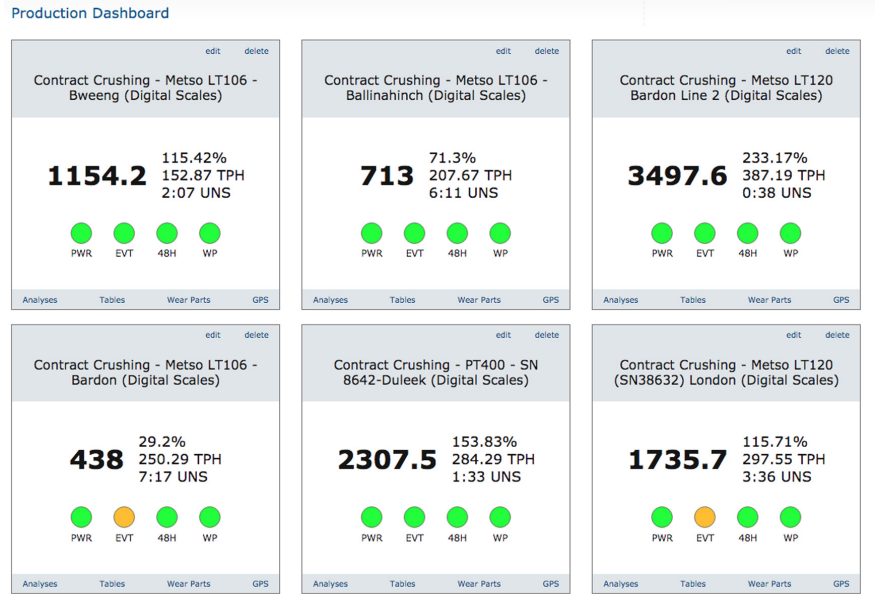 Production Dashboard
edit delete
Contract Crushing - Metso LT106 -
Bweeng (Digital Scales)
1154.2
115.42%
152.87 TPH
2:07 UNS
PWR EVT 48H WP
Analyses Tables Wear Parts GPS
edit delete
Contract Crushing - Metso LT106 -
Ballinahinch (Digital Scales)
713
71.3%
207.67 TPH
6:11 UNS
PWR EVT 48H WP
Analyses Tables Wear Parts GPS
edit delete
Contract Crushing - Metso LT120
Bardon Line 2 (Digital Scales)
3497.6
233.17%
387.19 TPH
0:38 UNS
PWR EVT 48H WP
Analyses Tables Wear Parts GPS
edit delete
Contract Crushing - Metso LT106 -
Bardon (Digital Scales)
438
29.2%
250.29 TPH
7:17 UNS
PWR EVT 48H WP
Analyses Tables Wear Parts GPS
edit delete
Contract Crushing - PT400 - SN
8642-Duleek (Digital Scales)
2307.5
153.83%
284.29 TPH
1:33 UNS
PWR EVT 48H WP
Analyses Tables Wear Parts GPS
edit delete
Contract Crushing - Metso LT120
(SN38632) London (Digital Scales)
1735.7
115.71%
297.55 TPH
3:36 UNS
PWR EVT 48H WP
Analyses Tables Wear Parts GPS